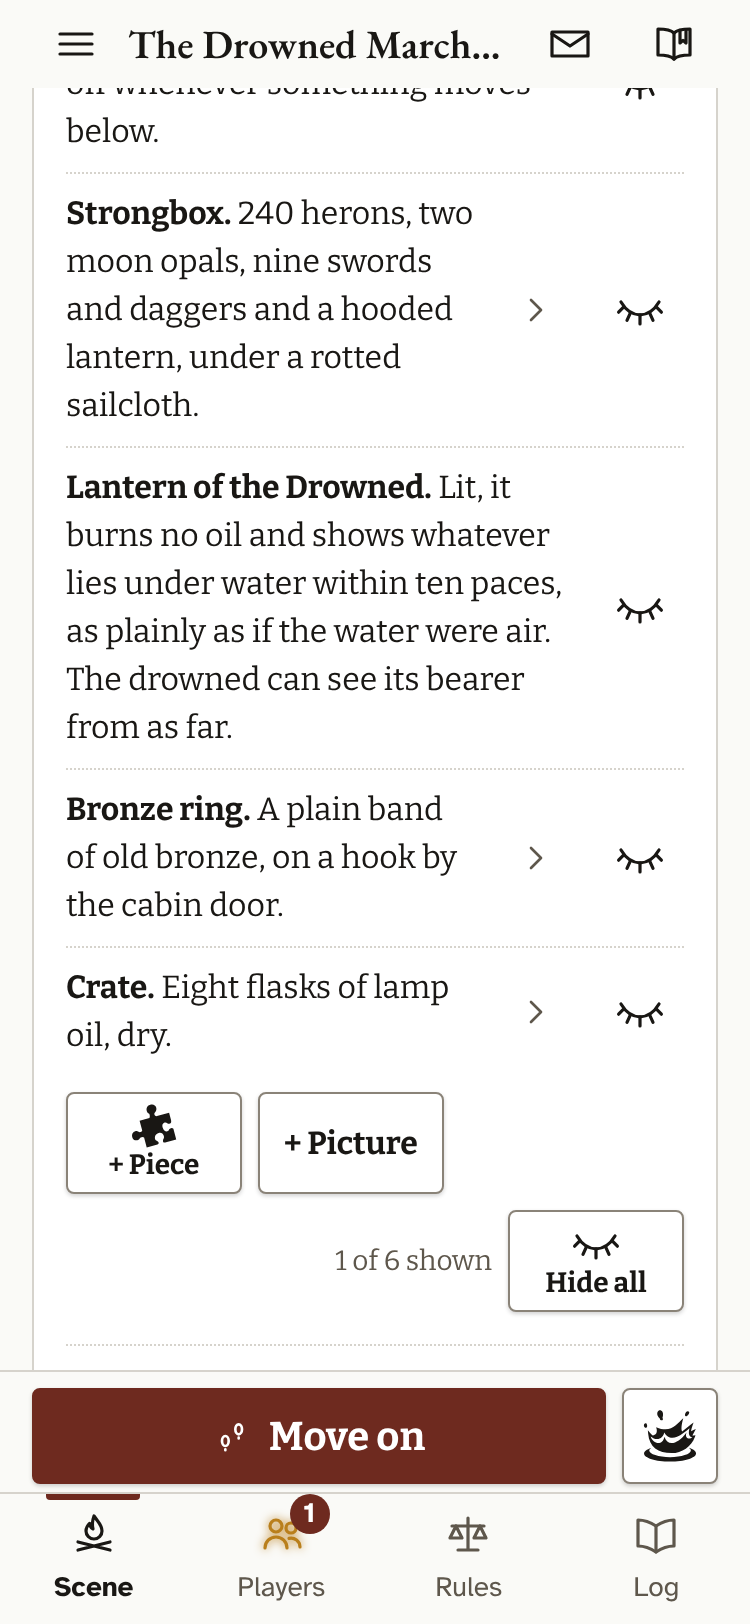 The Drowned March...
on whenever something moves
below.
Strongbox. 240 herons, two
moon opals, nine swords
and daggers and a hooded
lantern, under a rotted
sailcloth.
Lantern of the Drowned. Lit, it
burns no oil and shows whatever
lies under water within ten paces,
as plainly as if the water were air.
The drowned can see its bearer
from as far.
Bronze ring. A plain band
of old bronze, on a hook by
the cabin door.
Crate. Eight flasks of lamp
oil, dry.
+ Piece
+ Picture
1 of 6 shown
Hide all
Move on
1
Scene
Players
Rules
Log